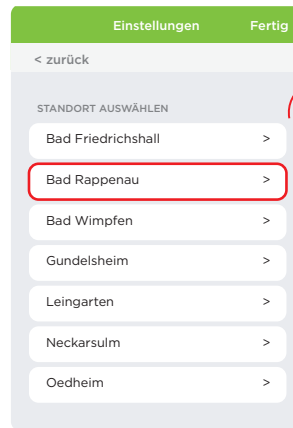 Einstellungen Fertig
< zurück
STANDORT AUSWÄHLEN
Bad Friedrichshall >
Bad Rappenau >
Bad Wimpfen >
Gundelsheim >
Leingarten >
Neckarsulm >
Oedheim >